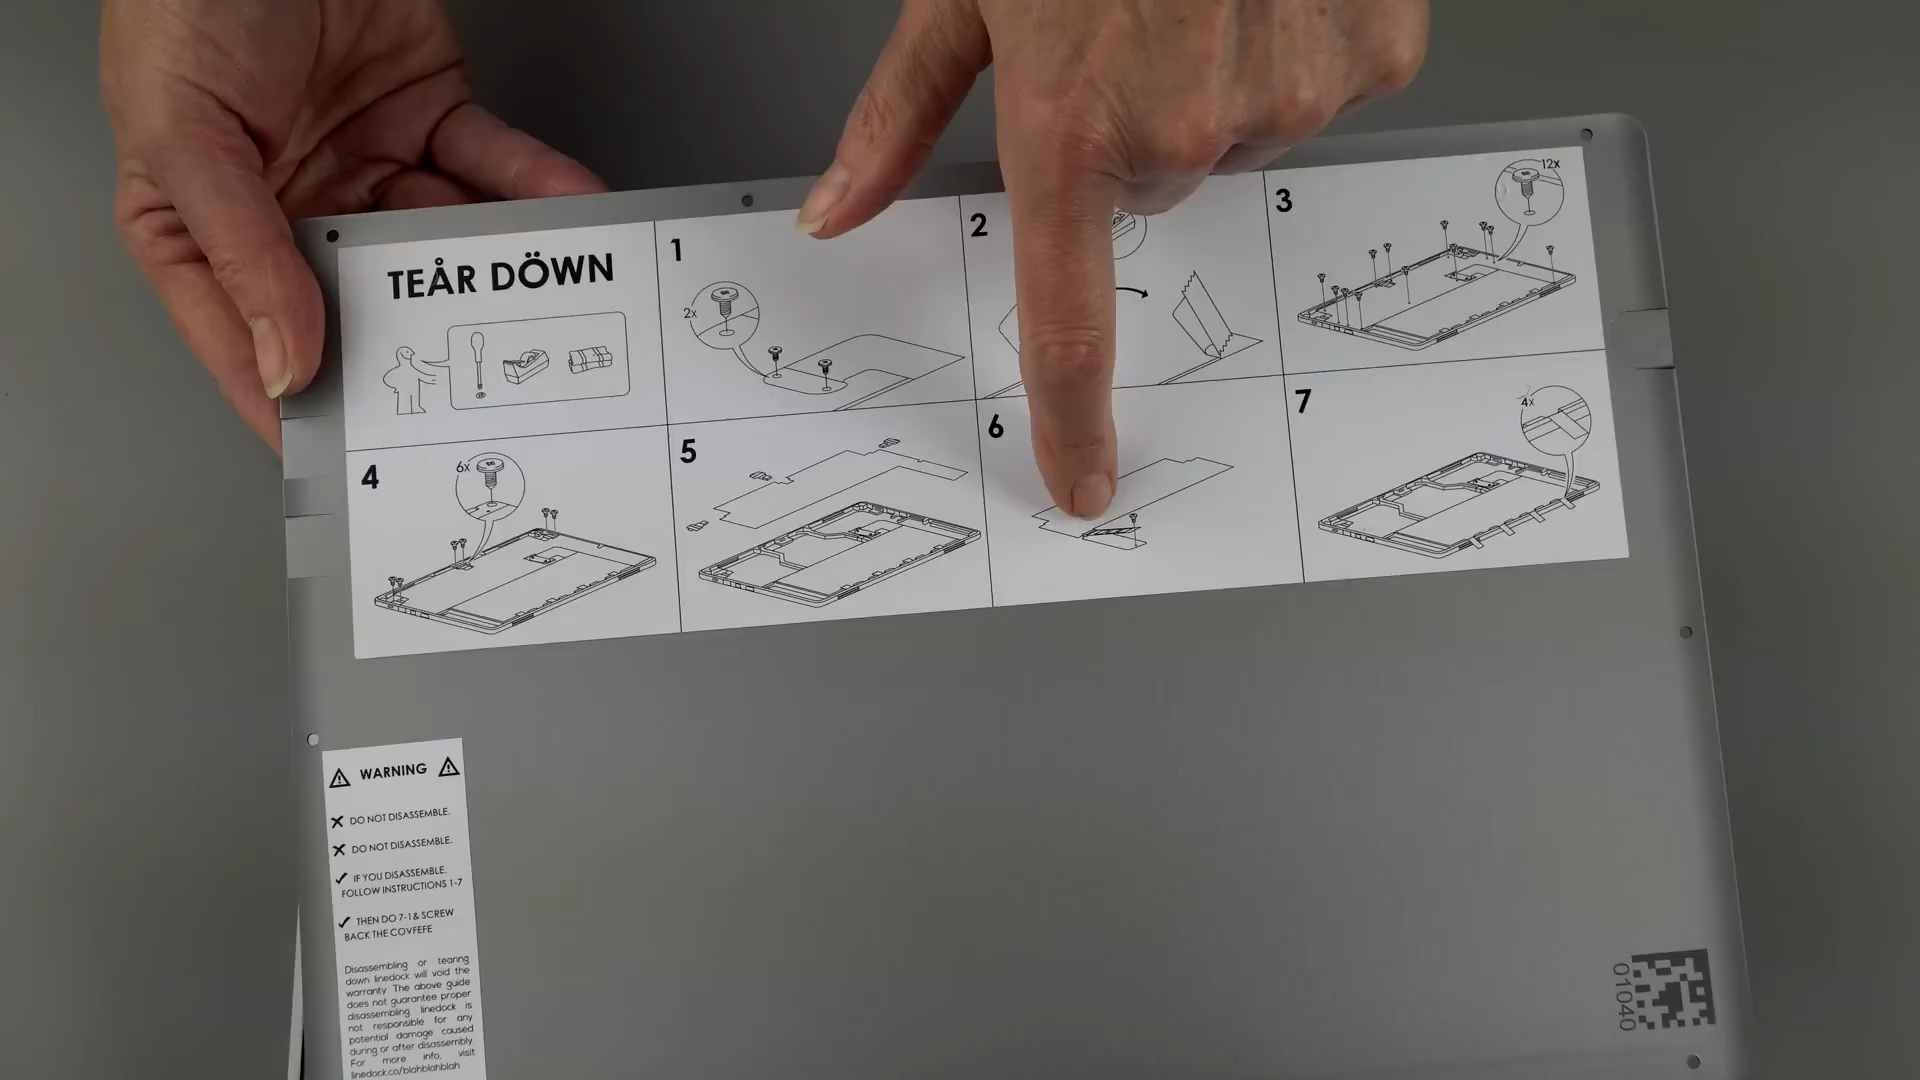 TEÅR DÖWN
1
2x
2
3
12x
4
6x
5
6
7
4x
WARNING
DO NOT DISASSEMBLE.
DO NOT DISASSEMBLE.
IF YOU DISASSEMBLE.
FOLLOW INSTRUCTIONS 1-7
THEN DO 7-1 & SCREW
BACK THE COVFEFE
Disassembling or tearing
down linedock will void the
warranty. The above guide
does not guarantee proper
disassembling linedock is
not responsible for any
potential damage caused
during or after disassembly.
For more info, visit
linedock.co/blahblahblah
01040